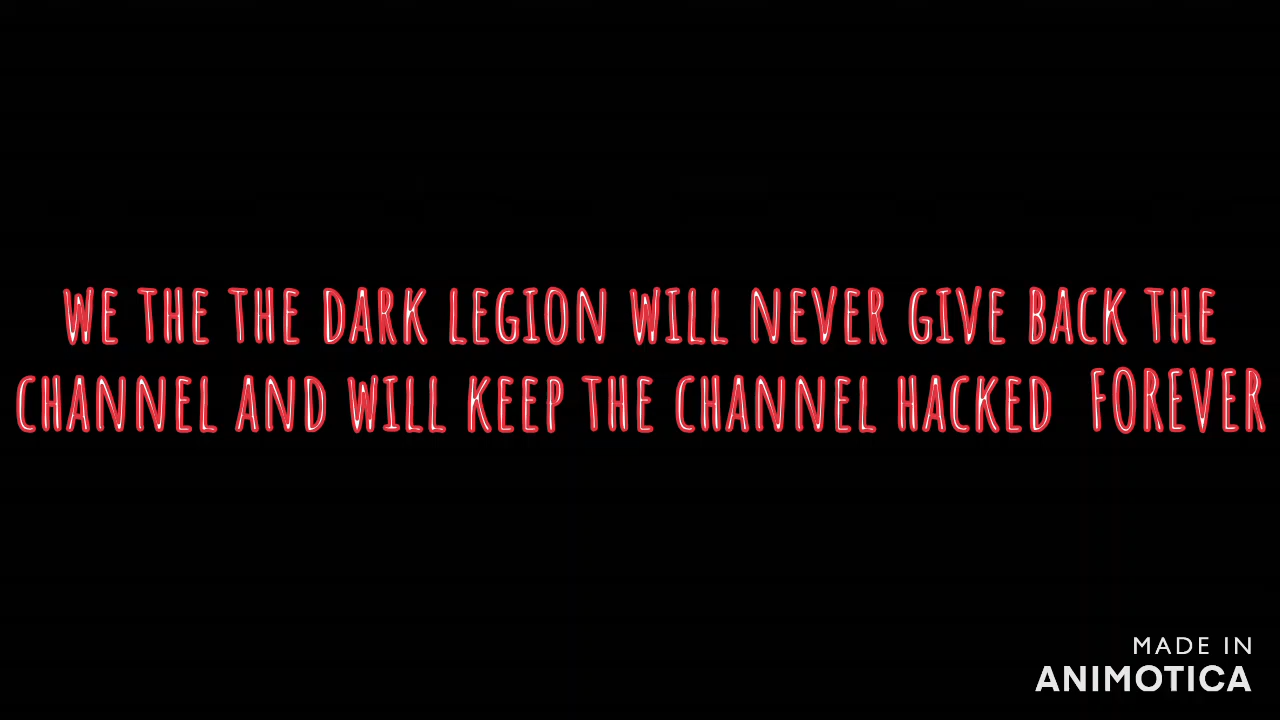 WE THE THE DARK LEGION WILL NEVER GIVE BACK THE
CHANNEL AND WILL KEEP THE CHANNEL HACKED FOREVER
MADE IN
ANIMOTICA